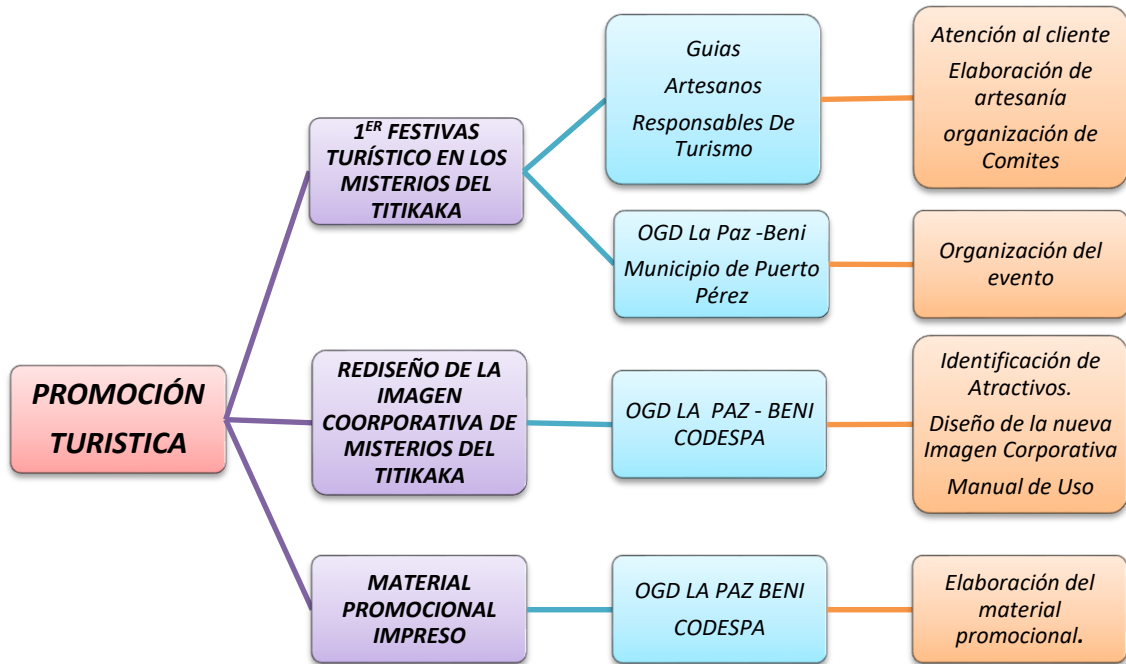 PROMOCIÓN
TURISTICA
1ER FESTIVAS
TURÍSTICO EN LOS
MISTERIOS DEL
TITIKAKA
Guias
Artesanos
Responsables De
Turismo
Atención al cliente
Elaboración de
artesanía
organización de
Comites
OGD La Paz -Beni
Municipio de Puerto
Pérez
Organización del
evento
REDISEÑO DE LA
IMAGEN
COORPORATIVA DE
MISTERIOS DEL
TITIKAKA
OGD LA PAZ - BENI
CODESPA
Identificación de
Atractivos.
Diseño de la nueva
Imagen Corporativa
Manual de Uso
MATERIAL
PROMOCIONAL
IMPRESO
OGD LA PAZ BENI
CODESPA
Elaboración del
material
promocional.